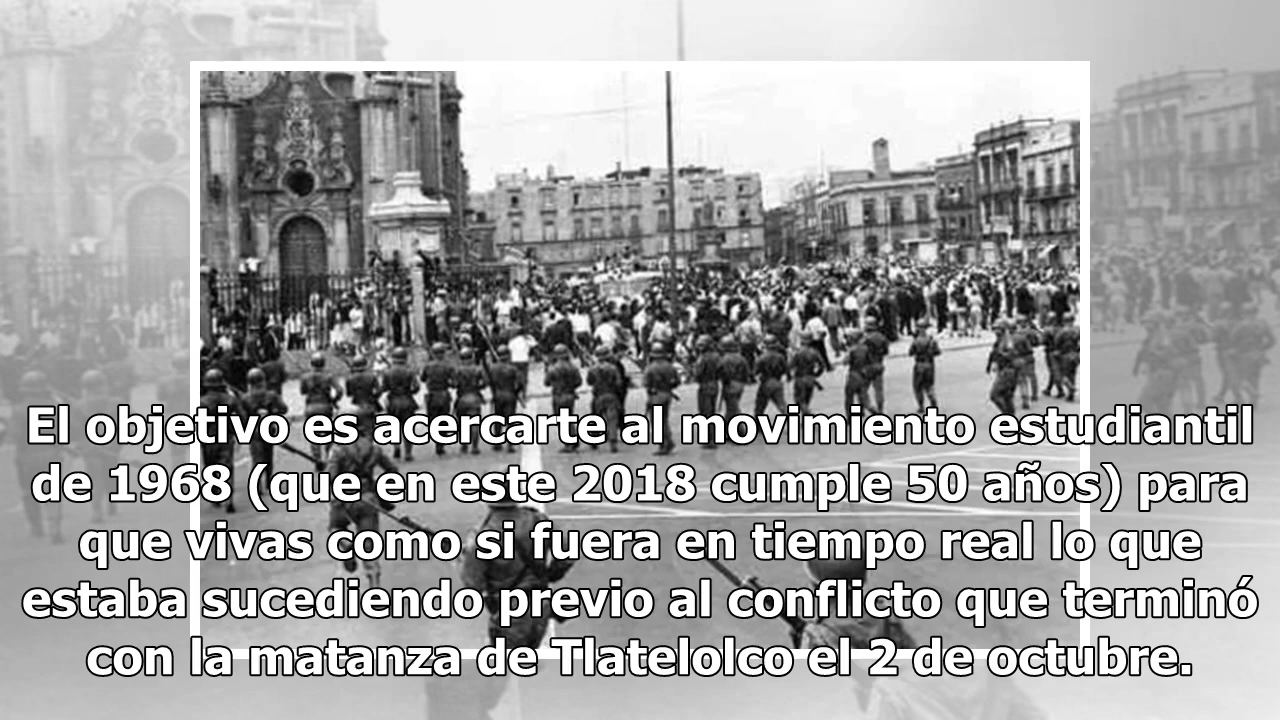 El objetivo es acercarte al movimiento estudiantil
de 1968 (que en este 2018 cumple 50 años) para
que vivas como si fuera en tiempo real lo que
estaba sucediendo previo al conflicto que terminó
con la matanza de Tlatelolco el 2 de octubre.